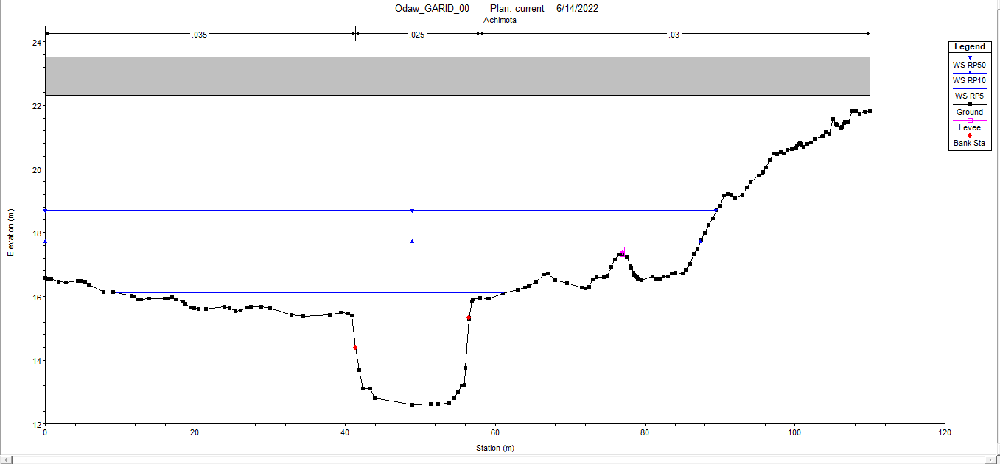 Odaw_GARID_00 Plan: current 6/14/2022
Achimota
.035 .025 .03
24
22
20
18
16
14
12
Elevation (m)
0 20 40 60 80 100 120
Station (m)
Legend
WS RP50
WS RP10
WS RP5
Ground
Levee
Bank Sta